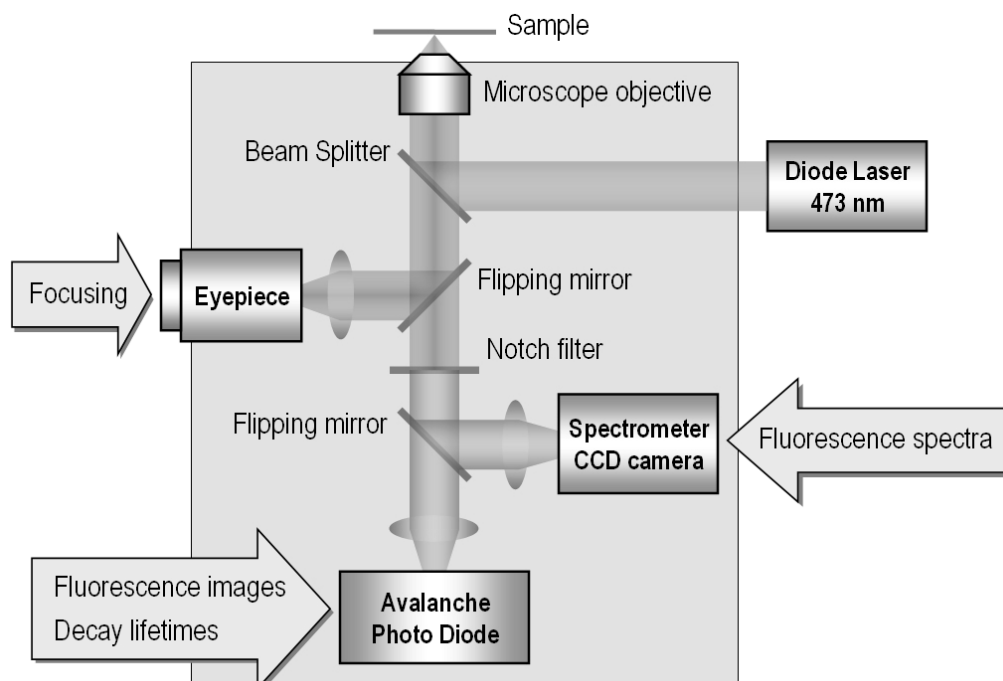 Sample
Microscope objective
Beam Splitter
Diode Laser
473 nm
Flipping mirror
Focusing
Eyepiece
Notch filter
Flipping mirror
Spectrometer
CCD camera
Fluorescence spectra
Fluorescence images
Decay lifetimes
Avalanche
Photo Diode